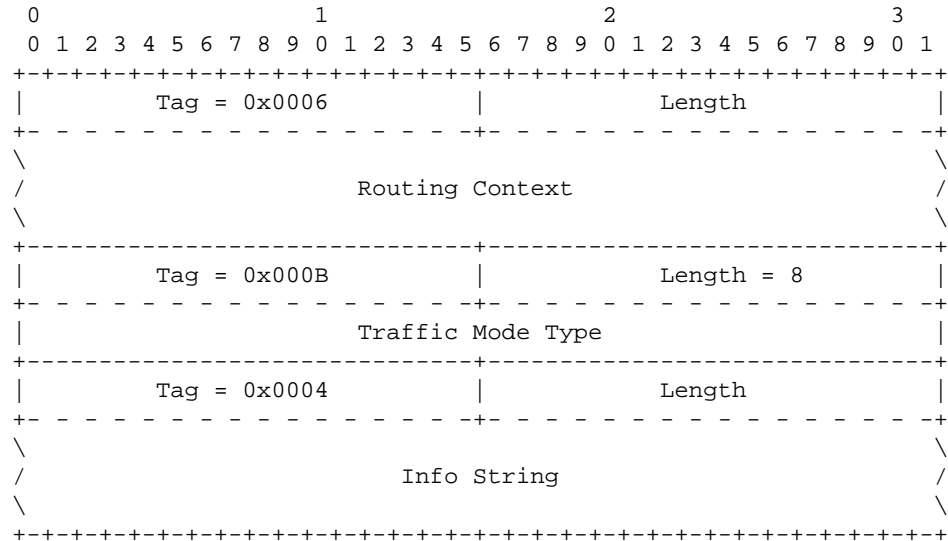 0                   1                   2                   3
0 1 2 3 4 5 6 7 8 9 0 1 2 3 4 5 6 7 8 9 0 1 2 3 4 5 6 7 8 9 0 1
+-+-+-+-+-+-+-+-+-+-+-+-+-+-+-+-+-+-+-+-+-+-+-+-+-+-+-+-+-+-+-+-+
|         Tag = 0x0006          |            Length             |
+- - - - - - - - - - - - - - - -+- - - - - - - - - - - - - - - -+
\                                                               \
/                       Routing Context                         /
\                                                               \
+-------------------------------+-------------------------------+
|         Tag = 0x000B          |            Length = 8         |
+- - - - - - - - - - - - - - - -+- - - - - - - - - - - - - - - -+
|                       Traffic Mode Type                       |
+-------------------------------+-------------------------------+
|         Tag = 0x0004          |            Length             |
+- - - - - - - - - - - - - - - -+- - - - - - - - - - - - - - - -+
\                                                               \
/                          Info String                          /
\                                                               \
+-+-+-+-+-+-+-+-+-+-+-+-+-+-+-+-+-+-+-+-+-+-+-+-+-+-+-+-+-+-+-+-+